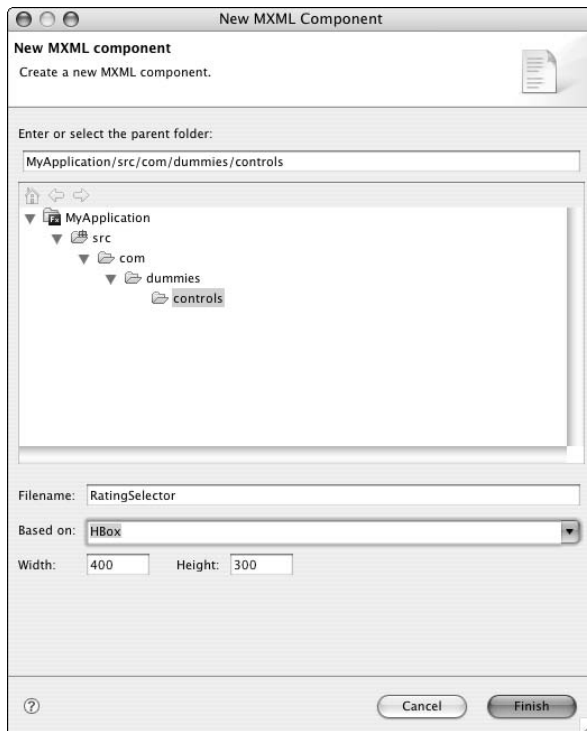 New MXML Component
New MXML component
Create a new MXML component.
Enter or select the parent folder:
MyApplication/src/com/dummies/controls
MyApplication
src
com
dummies
controls
Filename: RatingSelector
Based on: HBox
Width: 400 Height: 300
? Cancel Finish